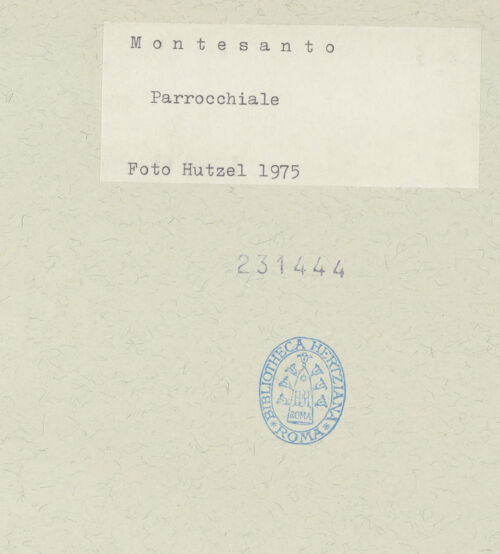 Montesanto
Parrocchiale
Foto Hutzel 1975
231444
BIBLIOTHECA HERTZIANA
* ROMA *
ROMA